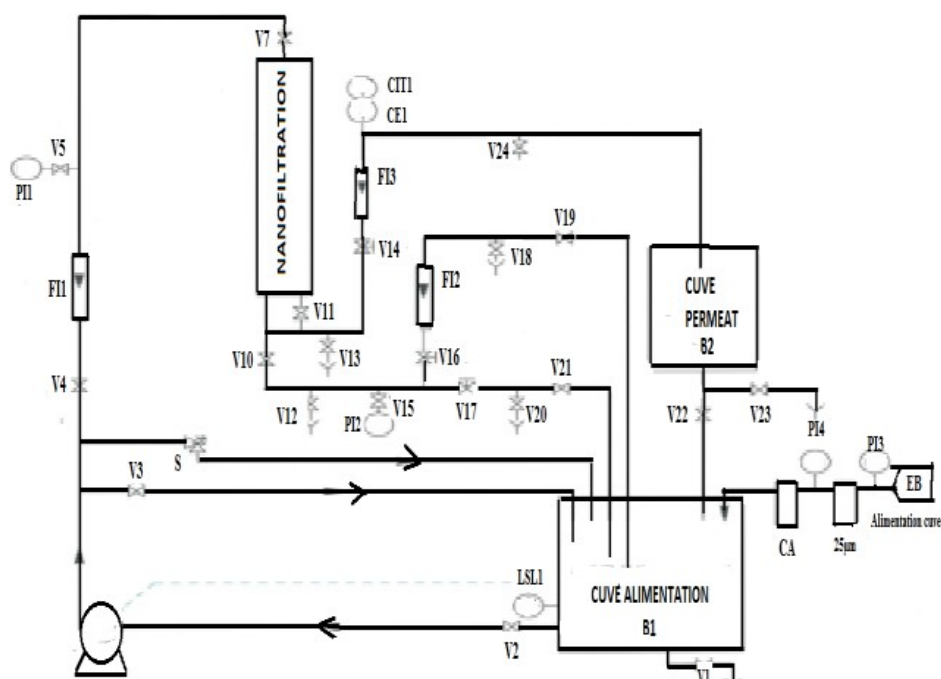 V7
CIT1
CE1
NANOFILTRATION
V24
V5
PI1
FI3
V19
V14
V18
FI1
FI2
CUVE
PERMEAT
B2
V11
V10
V13
V16
V21
V4
V12
V15
V17
V20
V22
V23
PI2
PI4
PI3
S
V3
EB
Alimentation cuve
CA
25µm
LSL1
CUVE ALIMENTATION
B1
V2
V1